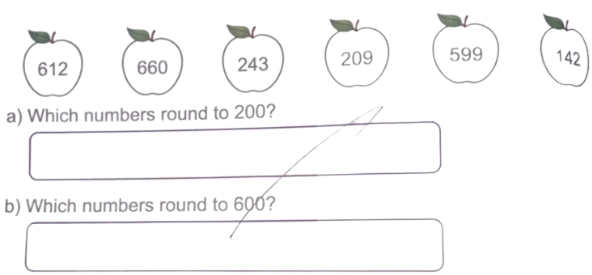 612 660 243 209 599 142
a) Which numbers round to 200?
b) Which numbers round to 600?